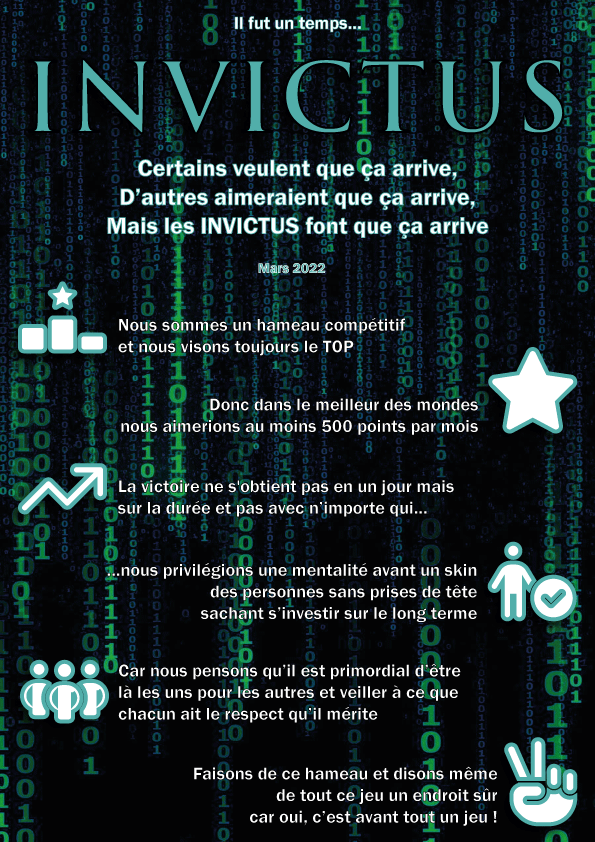 Il fut un temps...
INVICTUS
Certains veulent que ça arrive,
D'autres aimeraient que ça arrive,
Mais les INVICTUS font que ça arrive
Mars 2022
Nous sommes un hameau compétitif
et nous visons toujours le TOP
Donc dans le meilleur des mondes
nous aimerions au moins 500 points par mois
La victoire ne s'obtient pas en un jour mais
sur la durée et pas avec n'importe qui...
...nous privilégions une mentalité avant un skin
des personnes sans prises de tête
sachant s'investir sur le long terme
Car nous pensons qu'il est primordial d'être
là les uns pour les autres et veiller à ce que
chacun ait le respect qu'il mérite
Faisons de ce hameau et disons même
de tout ce jeu un endroit sûr
car oui, c'est avant tout un jeu !